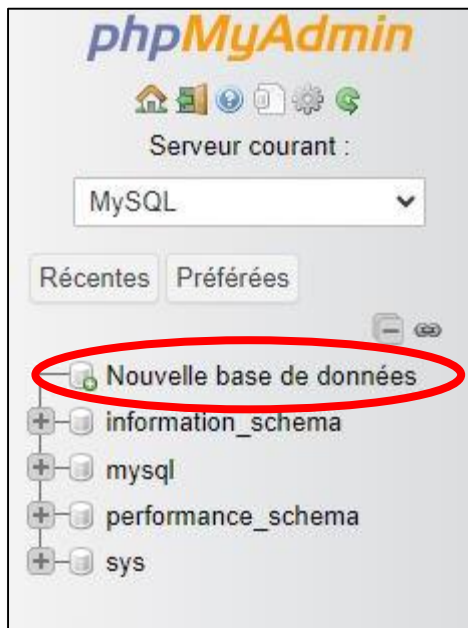 phpMyAdmin
Serveur courant :
MySQL
Récentes Préférées
Nouvelle base de données
information_schema
mysql
performance_schema
sys